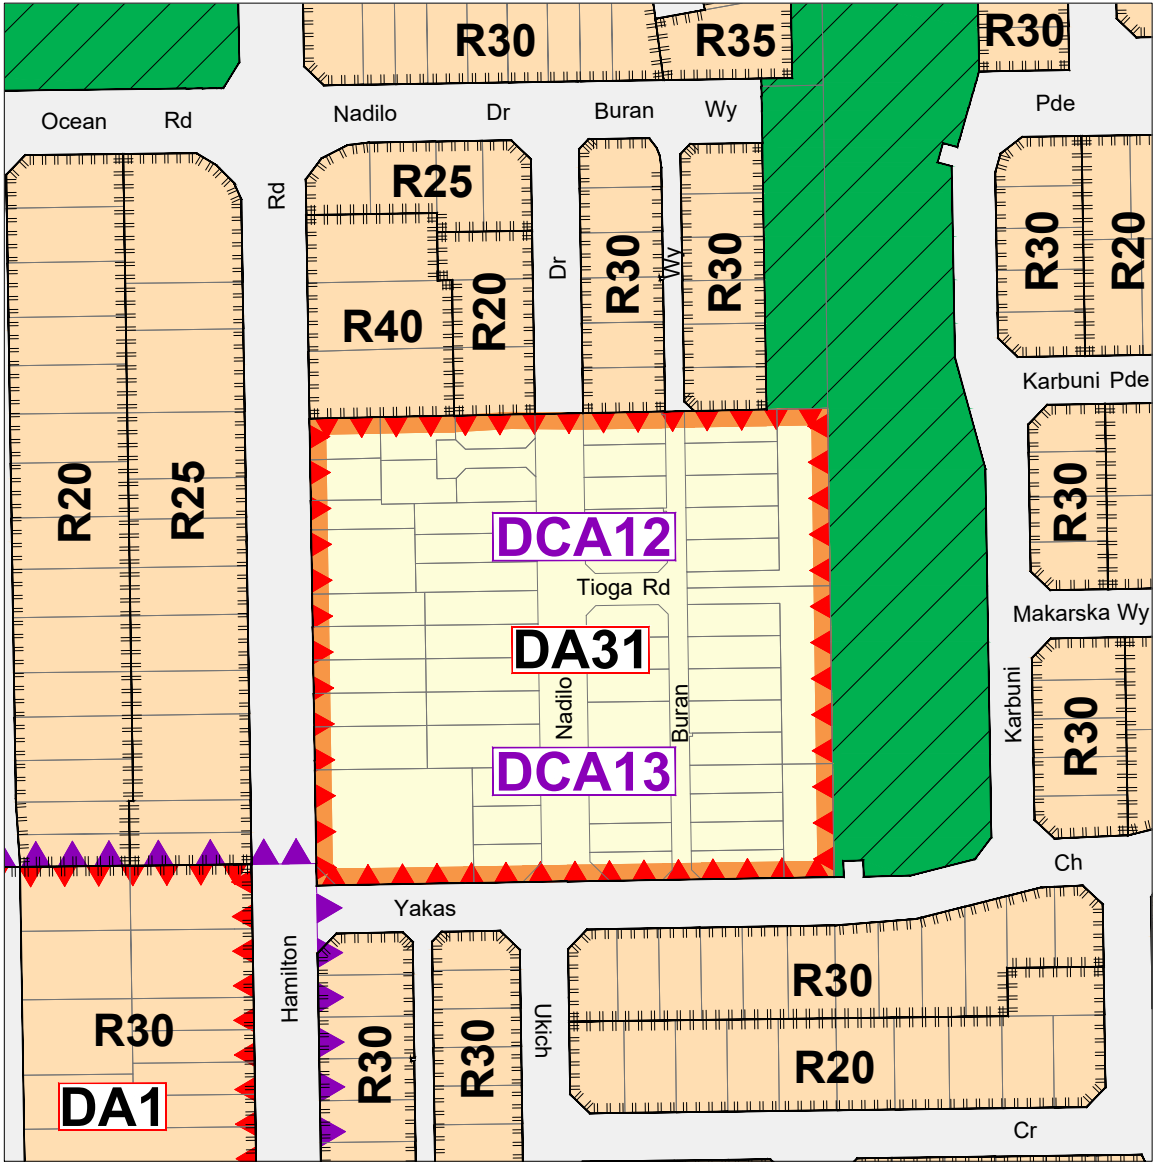 R30
R35
R30
Ocean Rd
Nadilo Dr
Buran Wy
Pde
Rd
R25
R40
R20
Dr
R30
Wy
R30
R30
R20
Karbuni Pde
R20
R25
DCA12
Tioga Rd
DA31
Nadilo
Buran
DCA13
R30
Makarska Wy
Karbuni
R30
Ch
Yakas
Hamilton
R30
DA1
R30
R30
Ukich
R30
R20
Cr